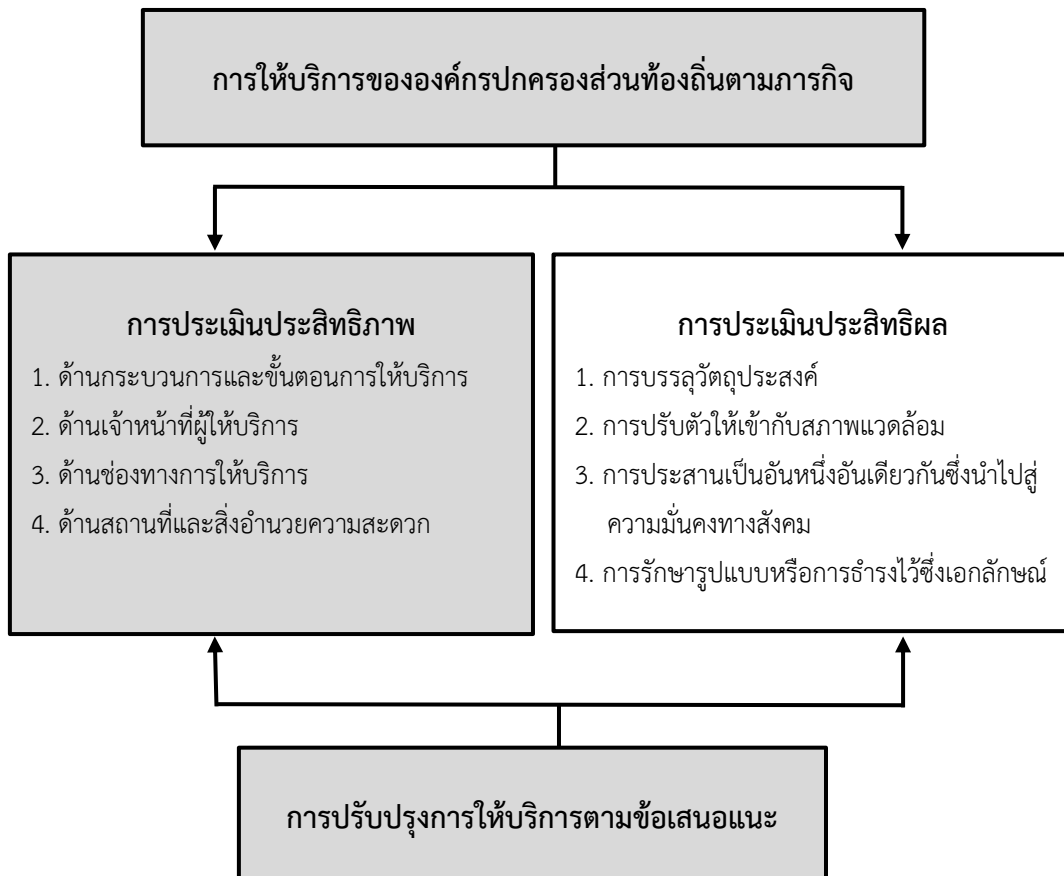 การให้บริการขององค์กรปกครองส่วนท้องถิ่นตามภารกิจ
การประเมินประสิทธิภาพ
1. ด้านกระบวนการและขั้นตอนการให้บริการ
2. ด้านเจ้าหน้าที่ผู้ให้บริการ
3. ด้านช่องทางการให้บริการ
4. ด้านสถานที่และสิ่งอำนวยความสะดวก
การประเมินประสิทธิผล
1. การบรรลุวัตถุประสงค์
2. การปรับตัวให้เข้ากับสภาพแวดล้อม
3. การประสานเป็นอันหนึ่งอันเดียวกันซึ่งนำไปสู่
ความมั่นคงทางสังคม
4. การรักษารูปแบบหรือการธำรงไว้ซึ่งเอกลักษณ์
การปรับปรุงการให้บริการตามข้อเสนอแนะ